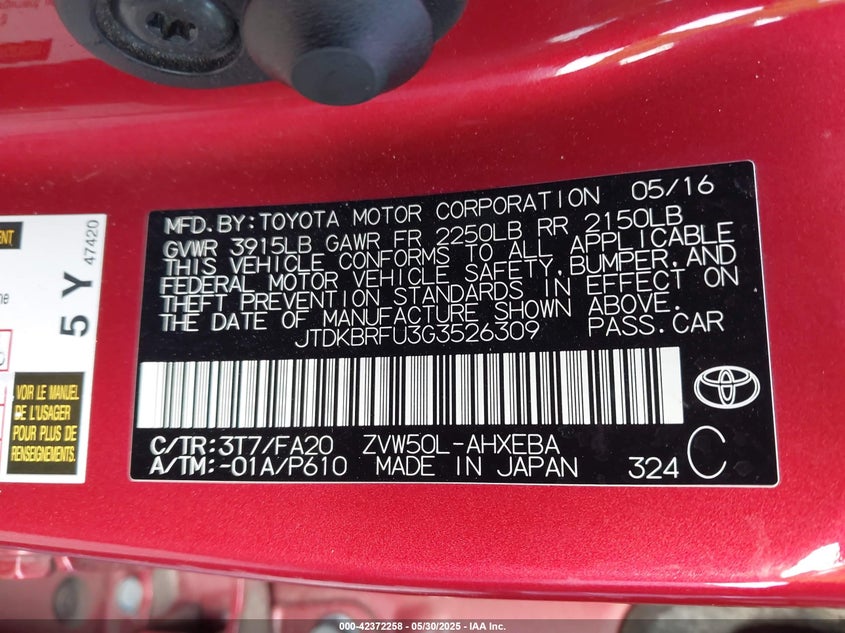 MFD.BY:TOYOTA MOTOR CORPORATION 05/16
GVWR 3915LB GAWR FR 2250LB RR 2150LB
THIS VEHICLE CONFORMS TO ALL APPLICABLE
FEDERAL MOTOR VEHICLE SAFETY,BUMPER,AND
THEFT PREVENTION STANDARDS IN EFFECT ON
THE DATE OF MANUFACTURE SHOWN ABOVE.
JTDKBRFU3G3526309 PASS.CAR
C/TR:3T7/FA20 ZVW50L-AHXEBA
A/TM:-01A/P610 MADE IN JAPAN 324 C
5 Y 47420
VOIR LE MANUEL
DE L'USAGER
POUR PLUS DE
RENSEIGNEMENTS
000-42372258 - 05/30/2025 - IAA Inc.